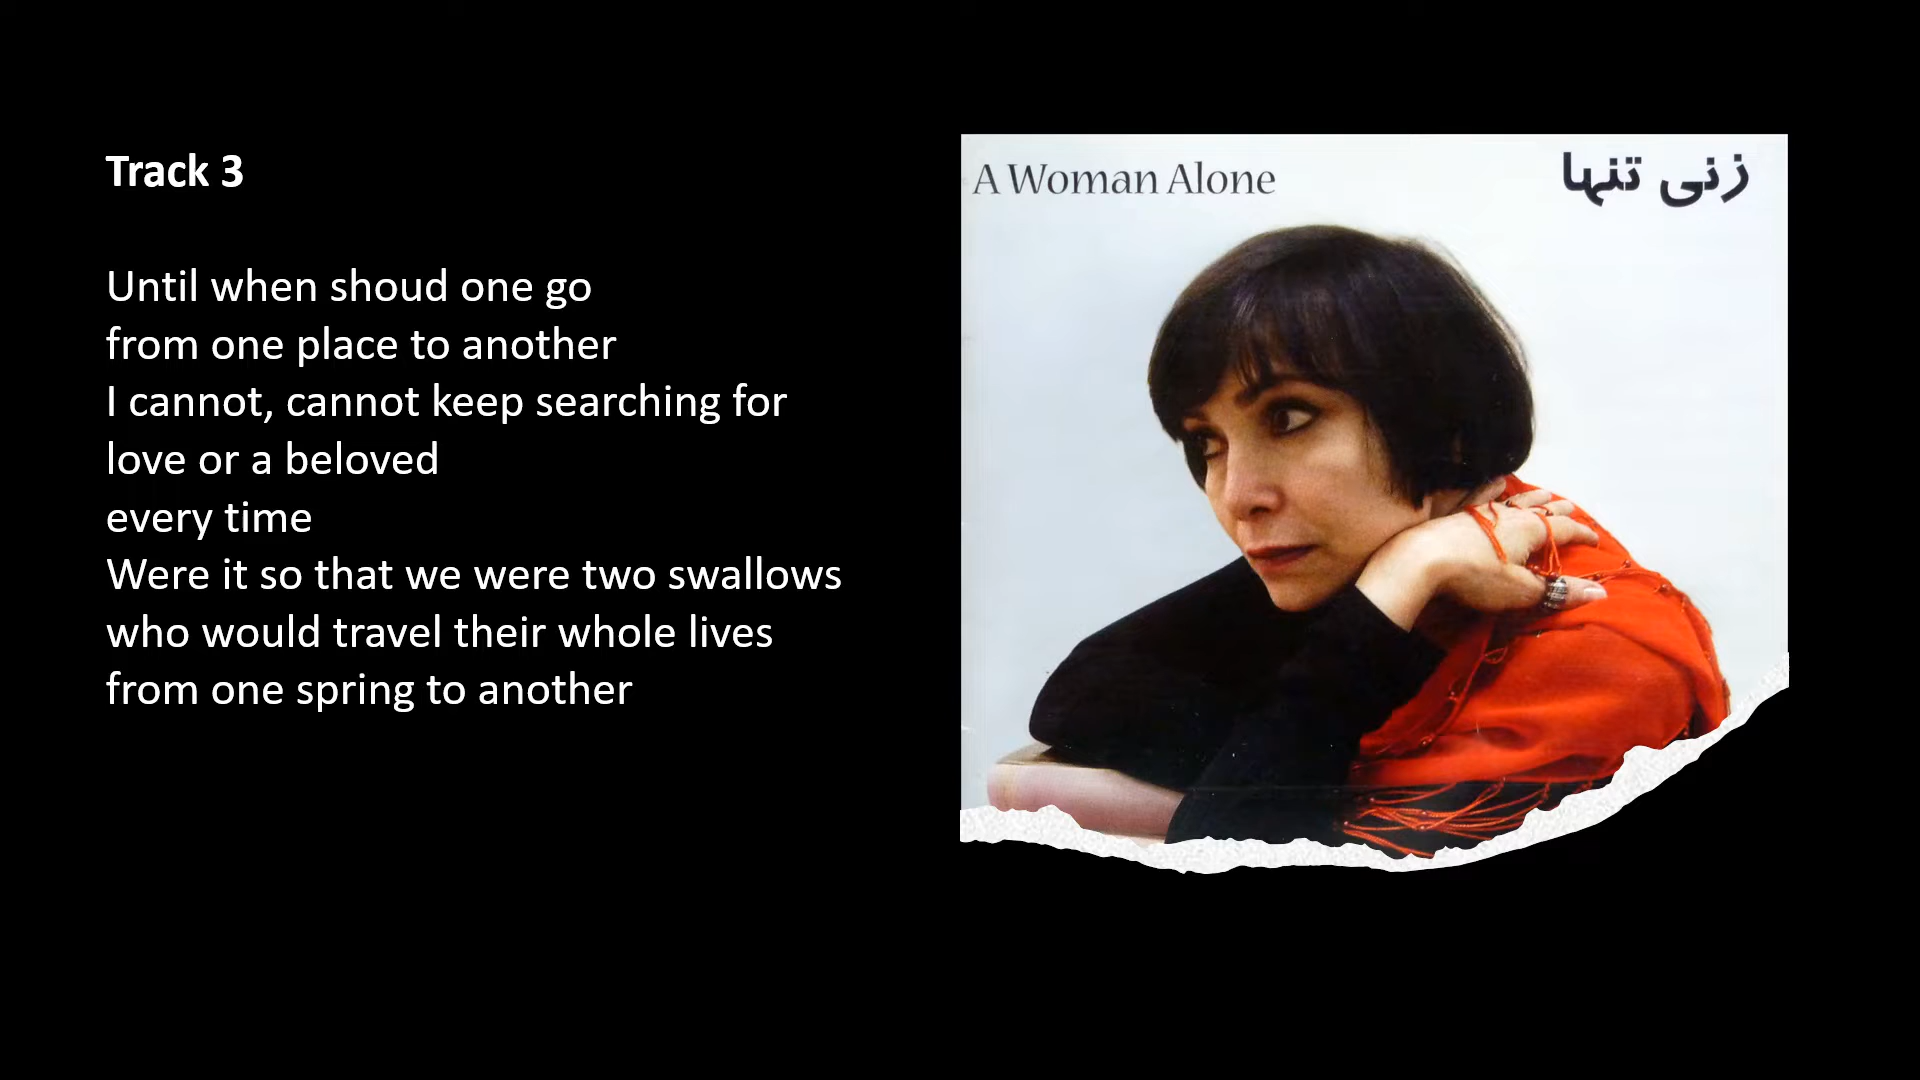 Track 3
Until when shoud one go
from one place to another
I cannot, cannot keep searching for
love or a beloved
every time
Were it so that we were two swallows
who would travel their whole lives
from one spring to another
A Woman Alone
زنی تنها